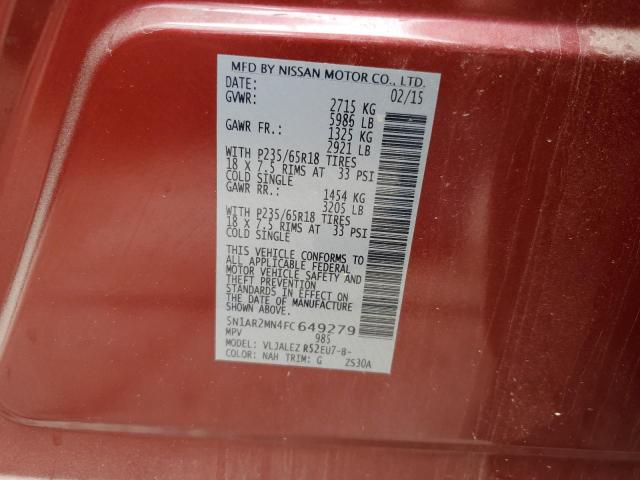 MFD BY NISSAN MOTOR CO., LTD.
DATE: 02/15
GVWR: 2715 KG
5986 LB
GAWR FR.: 1325 KG
2921 LB
WITH P235/65R18 TIRES
18 X 7.5 RIMS AT 33 PSI
COLD SINGLE
GAWR RR.: 1454 KG
3205 LB
WITH P235/65R18 TIRES
18 X 7.5 RIMS AT 33 PSI
COLD SINGLE
THIS VEHICLE CONFORMS TO
ALL APPLICABLE FEDERAL
MOTOR VEHICLE SAFETY AND
THEFT PREVENTION
STANDARDS IN EFFECT ON
THE DATE OF MANUFACTURE
5N1AR2MN4FC649279
MPV 985
MODEL: VLJALEZ R52EU7-B-
COLOR: NAH TRIM: G ZS30A